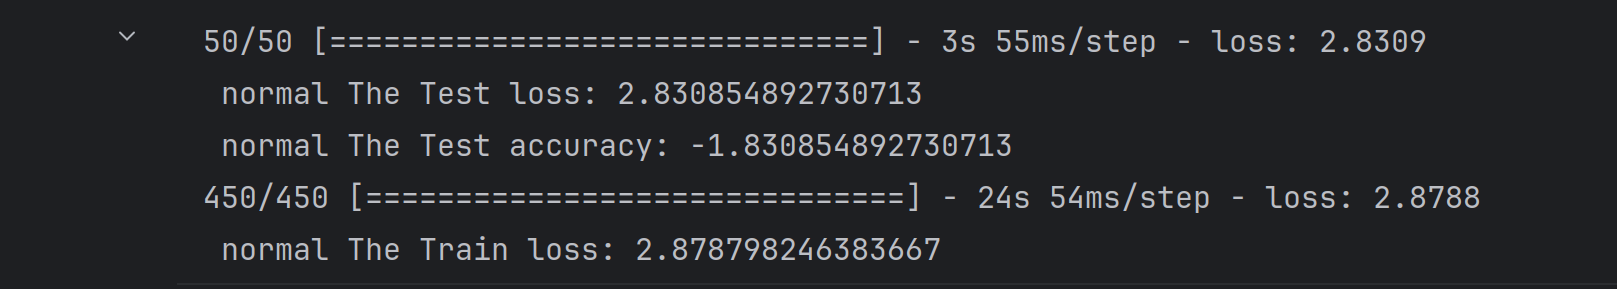 50/50 [==============================] - 3s 55ms/step - loss: 2.8309
normal The Test loss: 2.830854892730713
normal The Test accuracy: -1.830854892730713
450/450 [==============================] - 24s 54ms/step - loss: 2.8788
normal The Train loss: 2.878798246383667